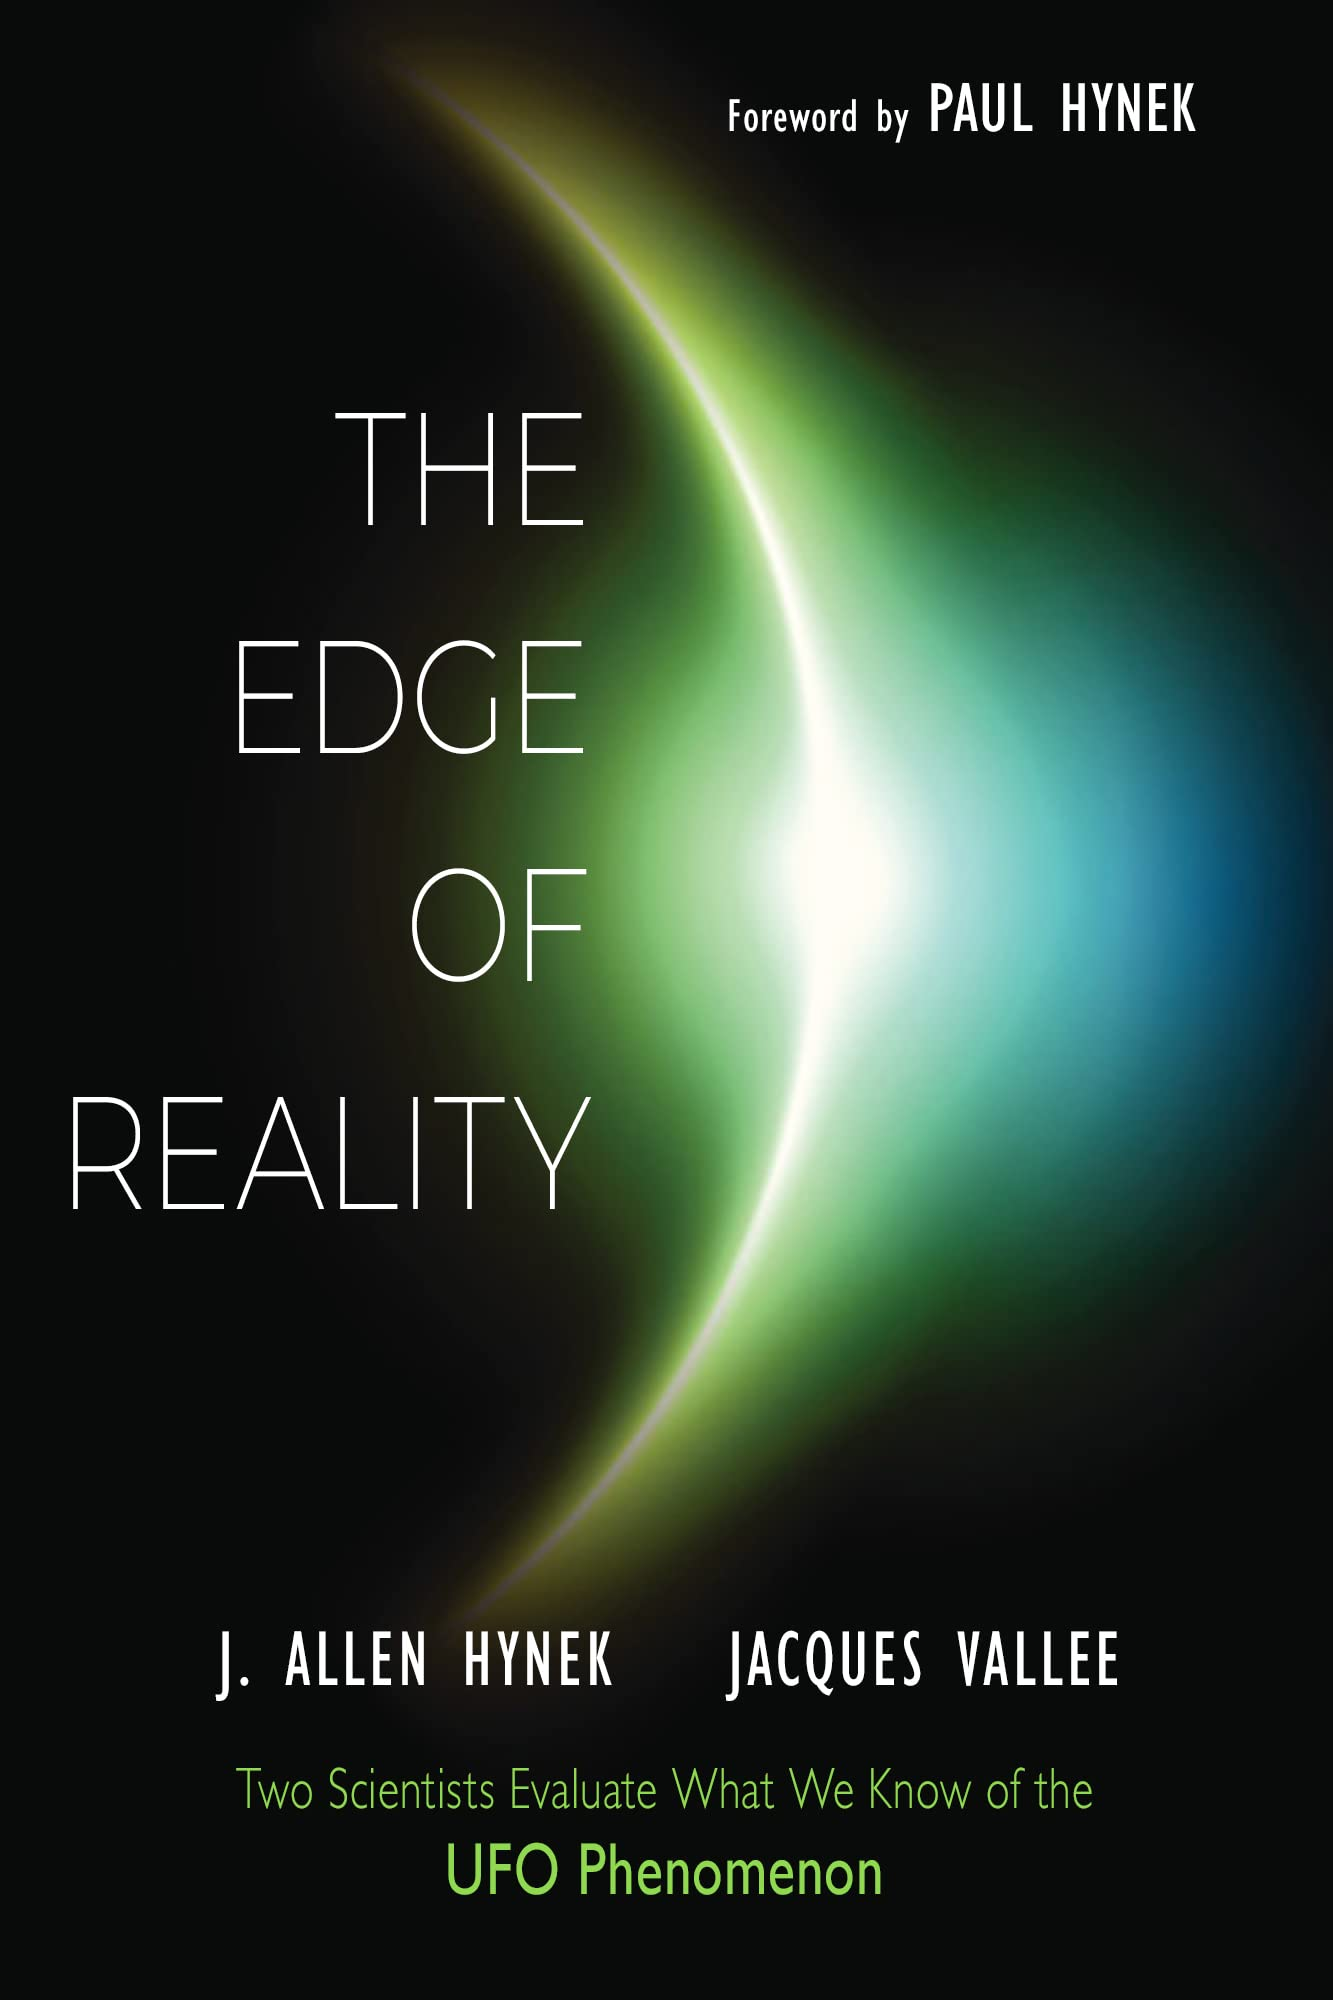 Foreword by PAUL HYNEK
THE
EDGE
OF
REALITY
J. ALLEN HYNEK JACQUES VALLEE
Two Scientists Evaluate What We Know of the
UFO Phenomenon